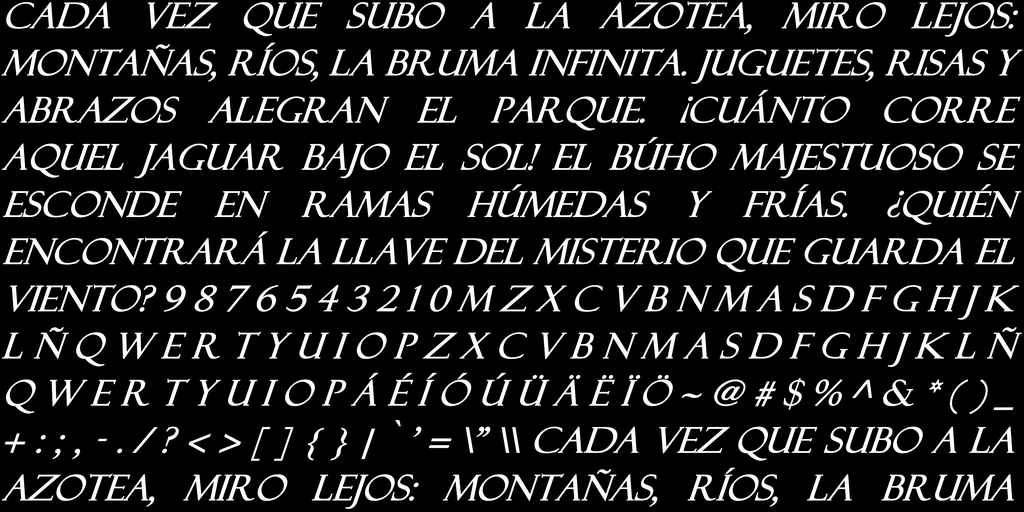 CADA VEZ QUE SUBO A LA AZOTEA, MIRO LEJOS:
MONTAÑAS, RÍOS, LA BRUMA INFINITA. JUGUETES, RISAS Y
ABRAZOS ALEGRAN EL PARQUE. ¡CUÁNTO CORRE
AQUEL JAGUAR BAJO EL SOL! EL BÚHO MAJESTUOSO SE
ESCONDE EN RAMAS HÚMEDAS Y FRÍAS. ¿QUIÉN
ENCONTRARÁ LA LLAVE DEL MISTERIO QUE GUARDA EL
VIENTO? 9 8 7 6 5 4 3 2 1 0 M Z X C V B N M A S D F G H J K
L Ñ Q W E R T Y U I O P Z X C V B N M A S D F G H J K L Ñ
Q W E R T Y U I O P Á É Í Ó Ú Ü Ä Ë Ï Ö ~ @ # $ % ^ & * ( ) _
+ : ; , - . / ? < > [ ] { } | ` ' = \" \\ CADA VEZ QUE SUBO A LA
AZOTEA, MIRO LEJOS: MONTAÑAS, RÍOS, LA BRUMA